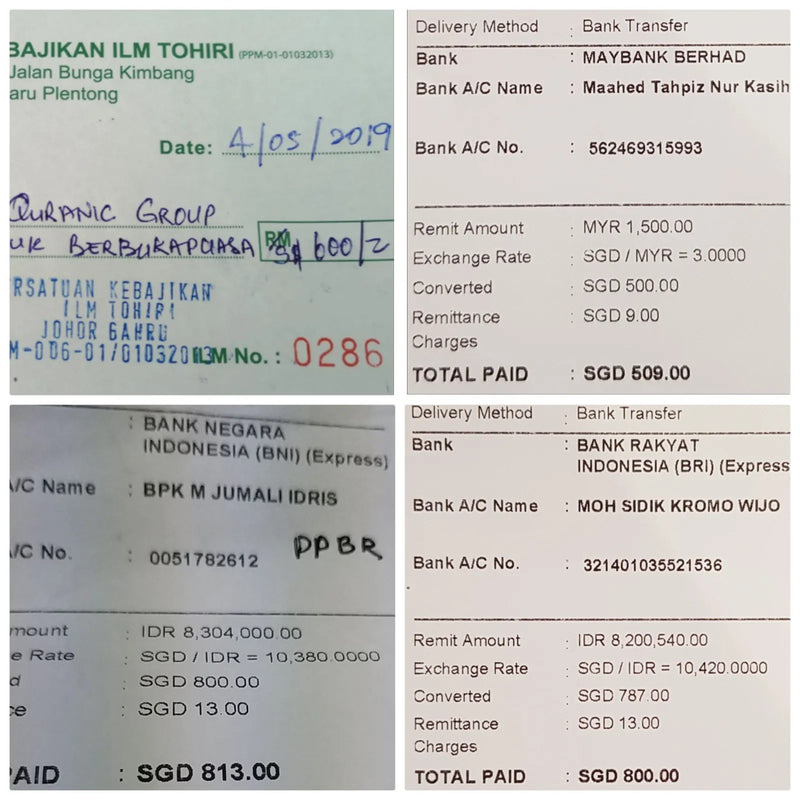 BAJIKAN ILM TOHIRI (PPM-01-01032013)
Jalan Bunga Kimbang
aru Plentong
Date: 4/05/2019
QURANIC GROUP
UK BERBUKAPUASA RM S$ 600/-
RSATUAN KEBAJIKAN
ILM TOHIRI
JOHOR BAHRU
M-006-01/01032013
ILM No. : 0286
Delivery Method : Bank Transfer
Bank : MAYBANK BERHAD
Bank A/C Name : Maahed Tahpiz Nur Kasih
Bank A/C No. : 562469315993
Remit Amount : MYR 1,500.00
Exchange Rate : SGD / MYR = 3.0000
Converted : SGD 500.00
Remittance : SGD 9.00
Charges
TOTAL PAID : SGD 509.00
: BANK NEGARA
INDONESIA (BNI) (Express)
A/C Name : BPK M JUMALI IDRIS
A/C No. : 0051782612 PPBR
mount : IDR 8,304,000.00
e Rate : SGD / IDR = 10,380.0000
d : SGD 800.00
ce : SGD 13.00
PAID : SGD 813.00
Delivery Method : Bank Transfer
Bank : BANK RAKYAT
INDONESIA (BRI) (Express
Bank A/C Name : MOH SIDIK KROMO WIJO
Bank A/C No. : 321401035521536
Remit Amount : IDR 8,200,540.00
Exchange Rate : SGD / IDR = 10,420.0000
Converted : SGD 787.00
Remittance : SGD 13.00
Charges
TOTAL PAID : SGD 800.00